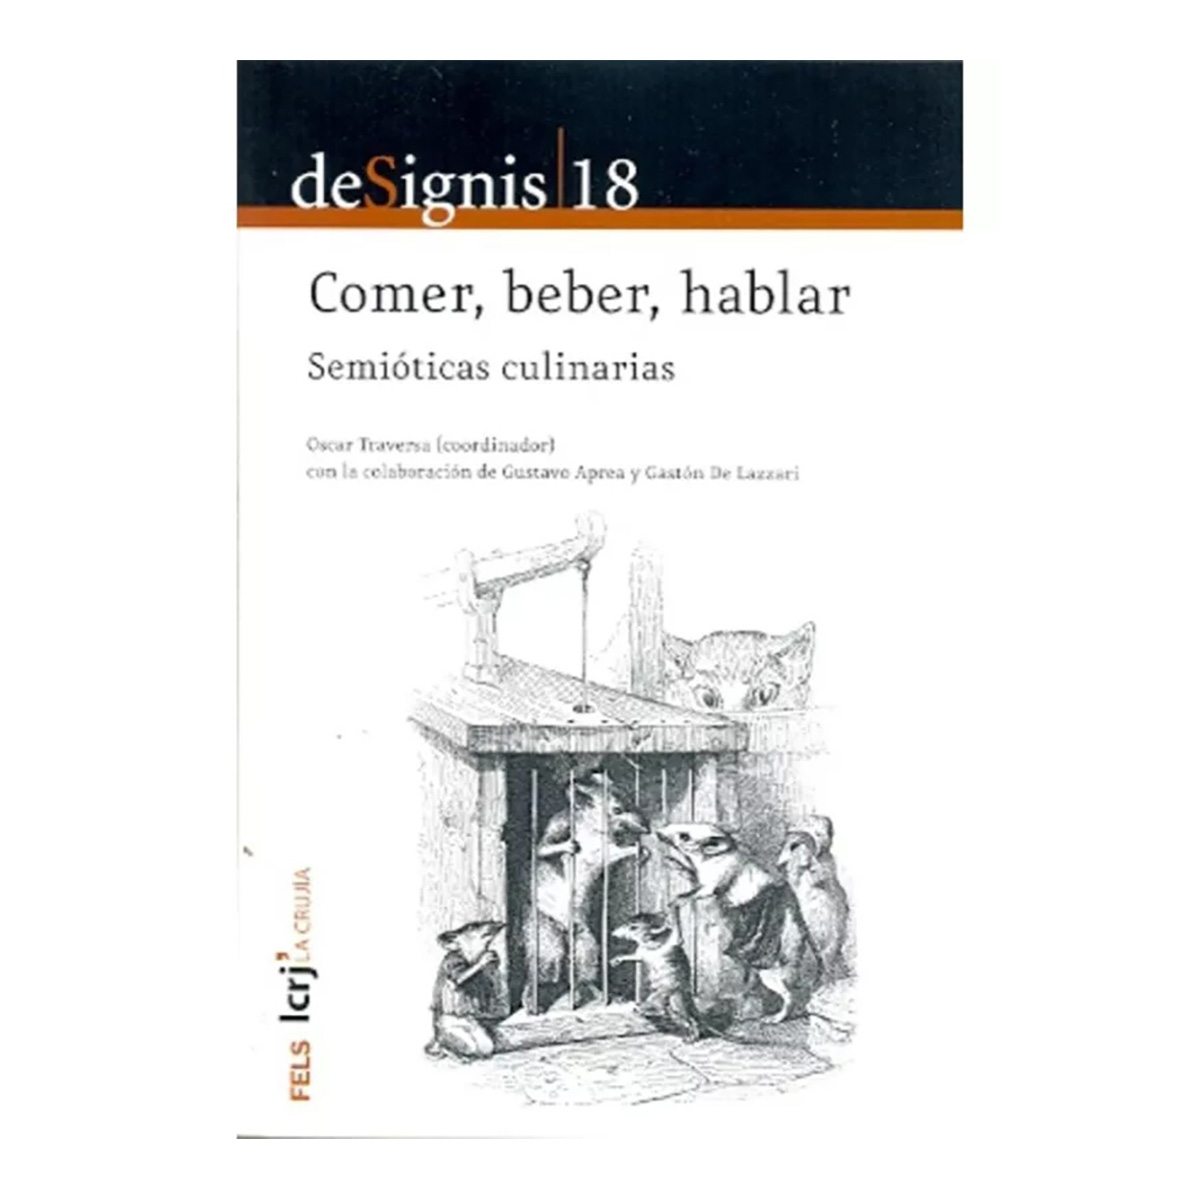 deSignis|18
Comer, beber, hablar
Semióticas culinarias
Oscar Traversa (coordinador)
con la colaboración de Gustavo Aprea y Gastón De Lazzari
FELS lcrj' LA CRUJÍA